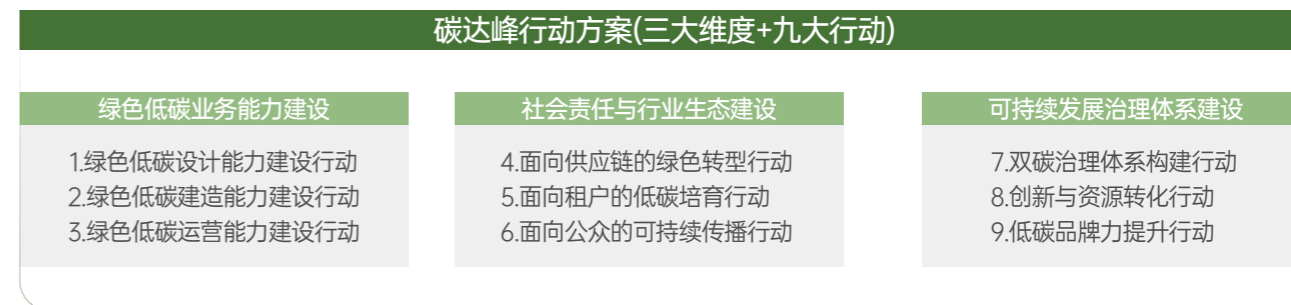 碳达峰行动方案(三大维度+九大行动)
绿色低碳业务能力建设
1.绿色低碳设计能力建设行动
2.绿色低碳建造能力建设行动
3.绿色低碳运营能力建设行动
社会责任与行业生态建设
4.面向供应链的绿色转型行动
5.面向租户的低碳培育行动
6.面向公众的可持续传播行动
可持续发展治理体系建设
7.双碳治理体系构建行动
8.创新与资源转化行动
9.低碳品牌力提升行动